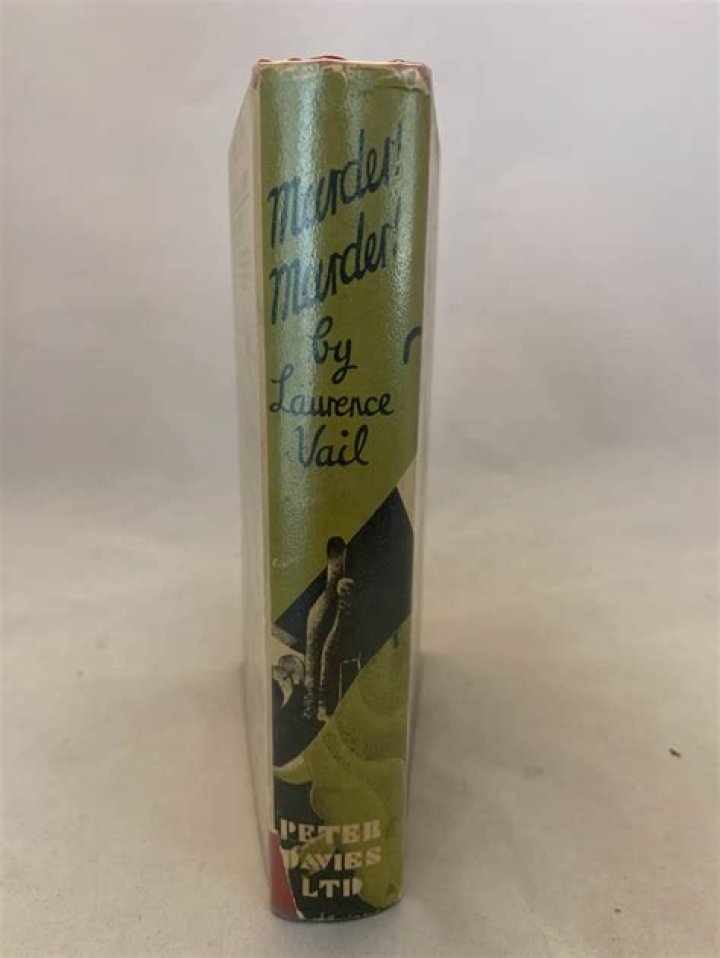 Murder!
Murder!
by
Laurence
Vail
PETER
DAVIES
LTD